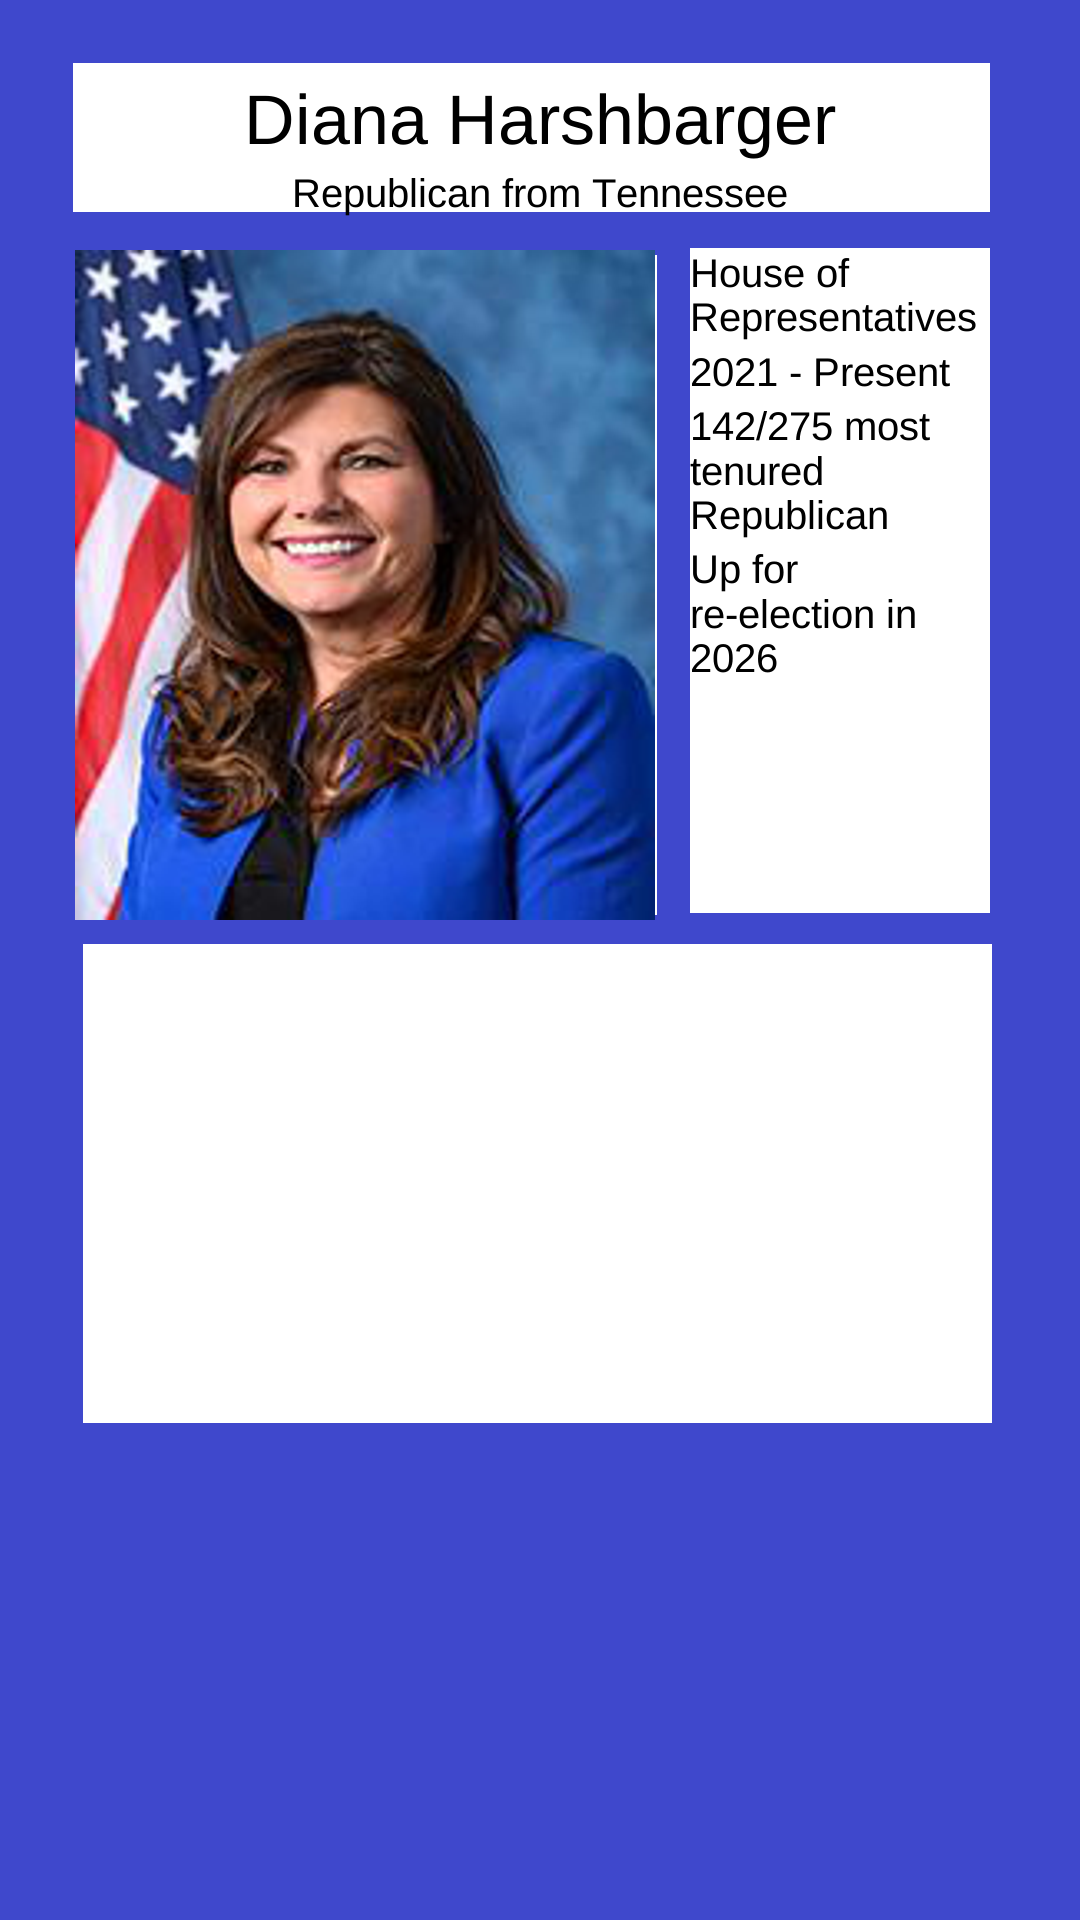 Diana Harshbarger
Republican from Tennessee
House of
Representatives
2021 - Present
142/275 most
tenured
Republican
Up for
re-election in
2026